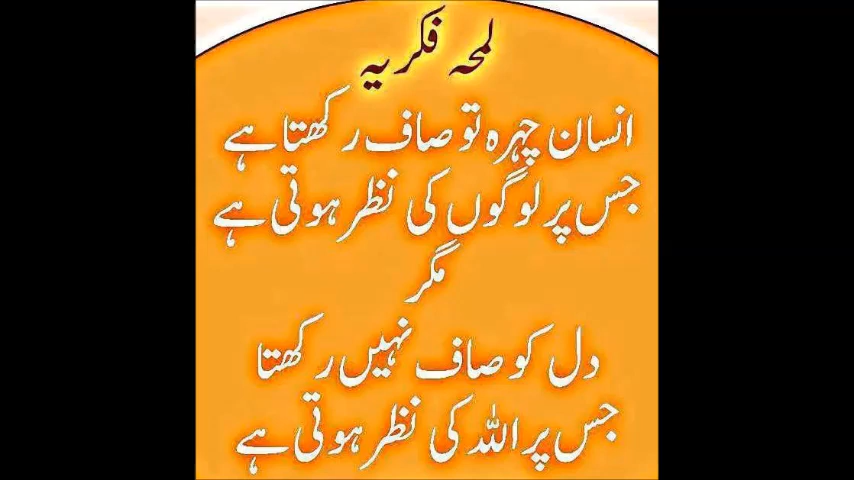 لمحہ فکریہ
انسان چہرہ تو صاف رکھتا ہے
جس پر لوگوں کی نظر ہوتی ہے
مگر
دل کو صاف نہیں رکھتا
جس پر اللہ کی نظر ہوتی ہے